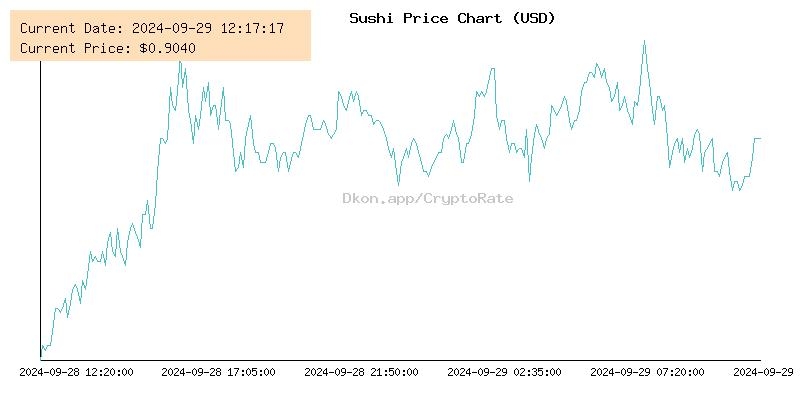 Sushi Price Chart (USD)
Current Date: 2024-09-29 12:17:17
Current Price: $0.9040
Dkon.app/CryptoRate
2024-09-28 12:20:00
2024-09-28 17:05:00
2024-09-28 21:50:00
2024-09-29 02:35:00
2024-09-29 07:20:00
2024-09-29